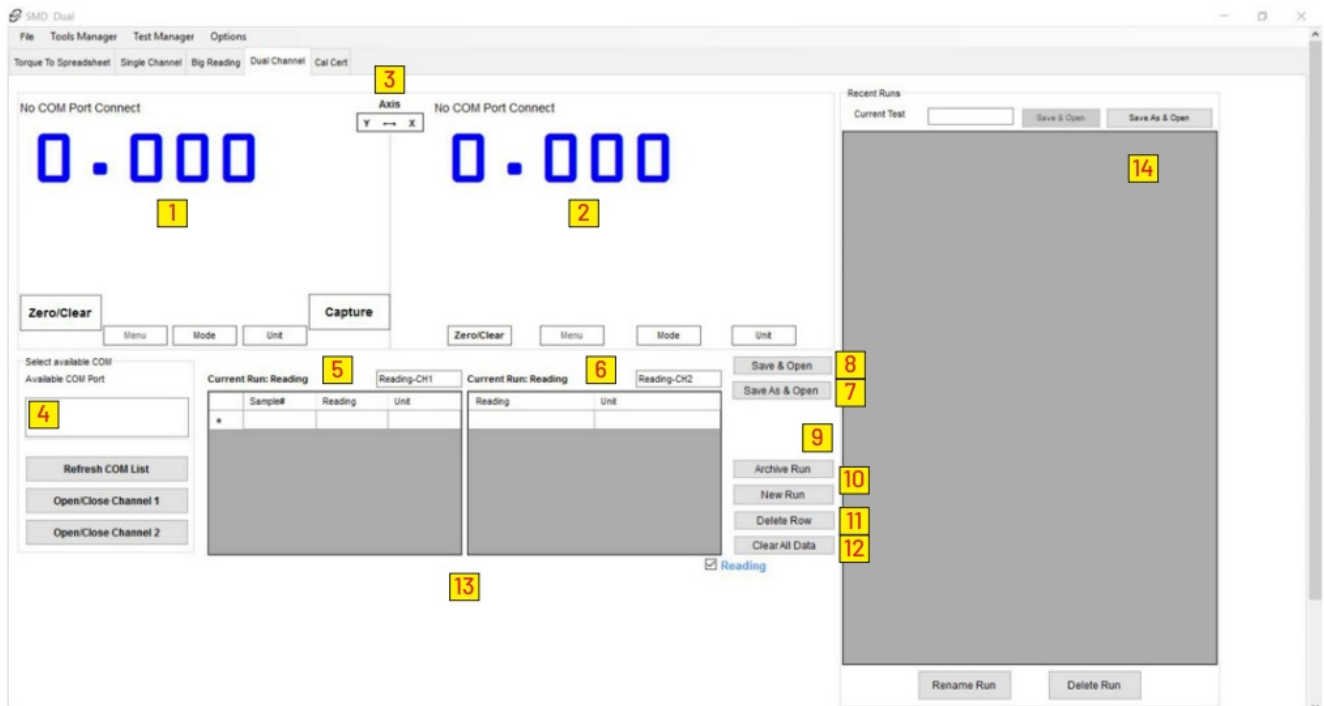 SMD Dual
File Tools Manager Test Manager Options
Torque To Spreadsheet Single Channel Big Reading Dual Channel Cal Cert
3
No COM Port Connect
Axis
Y ↔ X
No COM Port Connect
0.000
0.000
1
2
Zero/Clear
Capture
Menu Mode Unit
Zero/Clear Menu Mode Unit
Select available COM
Available COM Port
4
Refresh COM List
Open/Close Channel 1
Open/Close Channel 2
Current Run: Reading 5 Reading-CH1
Sample# Reading Unit
*
Current Run: Reading 6 Reading-CH2
Reading Unit
Save & Open 8
Save As & Open 7
9
Archive Run
10
New Run
Delete Row 11
Clear All Data 12
Reading
13
Recent Runs
Current Test Save & Open Save As & Open
14
Rename Run Delete Run